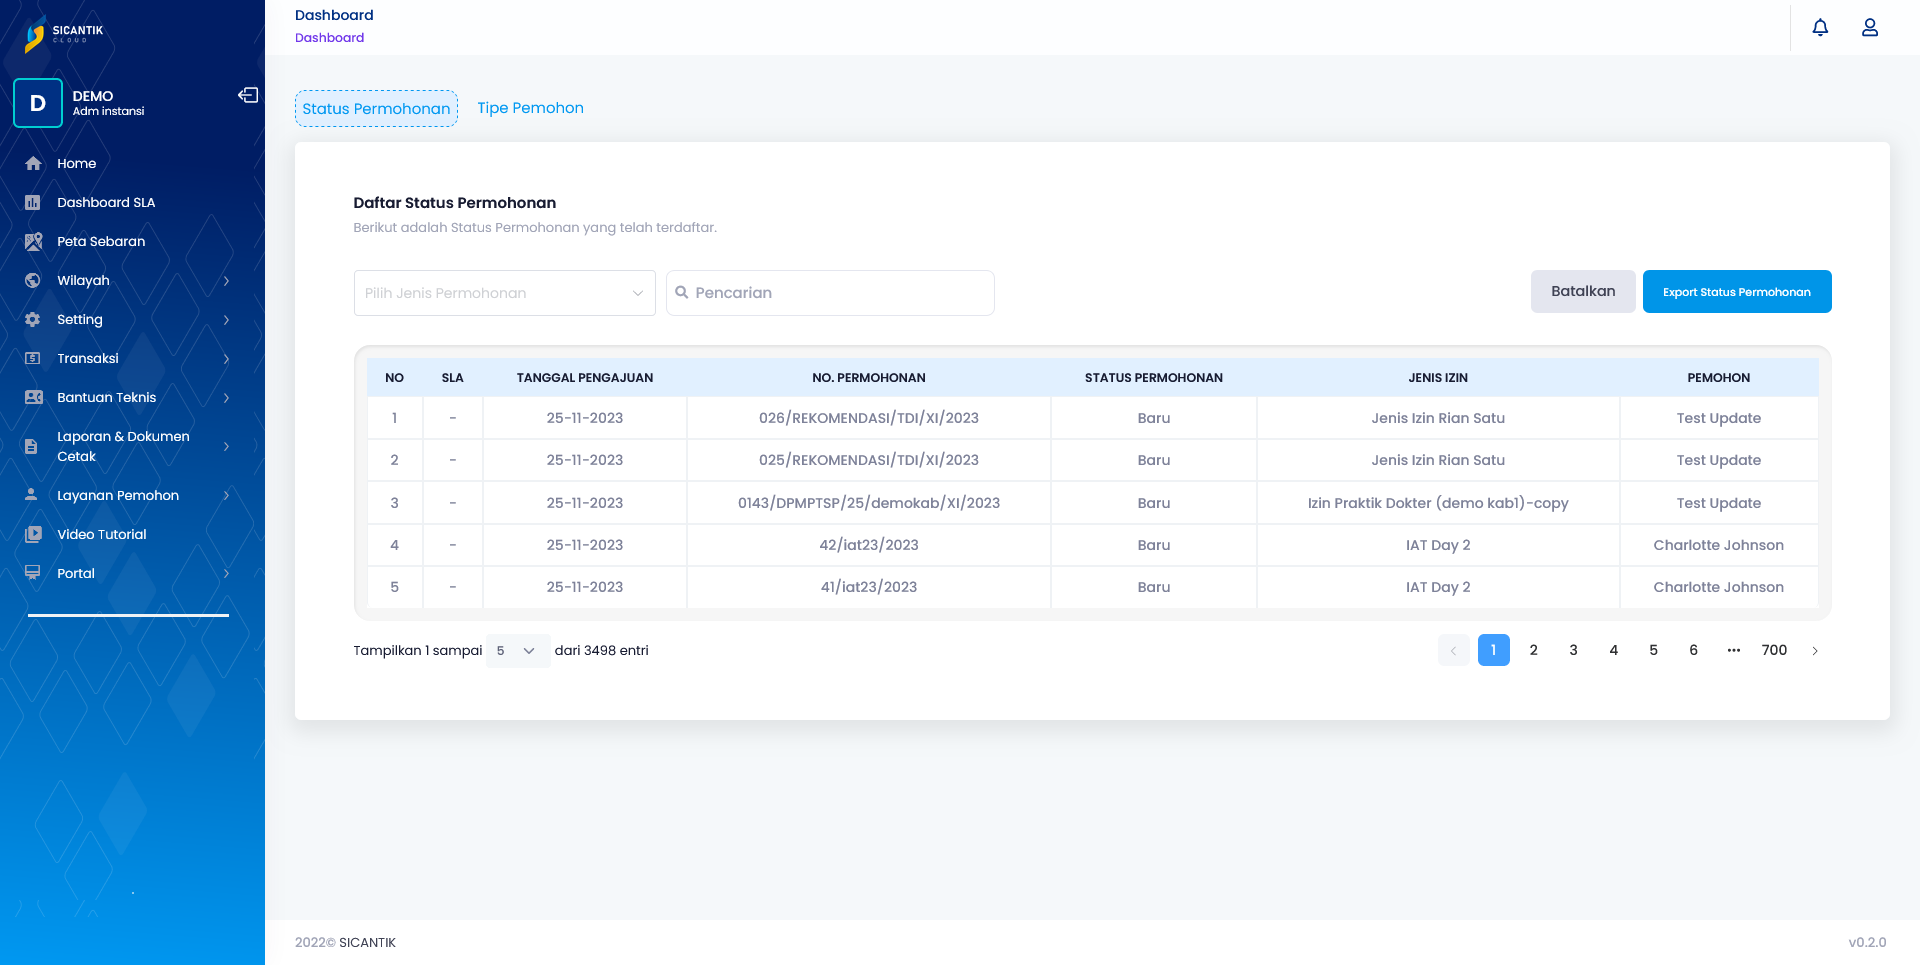 SICANTIK
CLOUD
D
DEMO
Adm instansi
Home
Dashboard SLA
Peta Sebaran
Wilayah
Setting
Transaksi
Bantuan Teknis
Laporan & Dokumen
Cetak
Layanan Pemohon
Video Tutorial
Portal
Dashboard
Dashboard
Status Permohonan Tipe Pemohon
Daftar Status Permohonan
Berikut adalah Status Permohonan yang telah terdaftar.
Pilih Jenis Permohonan Pencarian Batalkan Export Status Permohonan
NO SLA TANGGAL PENGAJUAN NO. PERMOHONAN STATUS PERMOHONAN JENIS IZIN PEMOHON
1 - 25-11-2023 026/REKOMENDASI/TDI/XI/2023 Baru Jenis Izin Rian Satu Test Update
2 - 25-11-2023 025/REKOMENDASI/TDI/XI/2023 Baru Jenis Izin Rian Satu Test Update
3 - 25-11-2023 0143/DPMPTSP/25/demokab/XI/2023 Baru Izin Praktik Dokter (demo kab1)-copy Test Update
4 - 25-11-2023 42/iat23/2023 Baru IAT Day 2 Charlotte Johnson
5 - 25-11-2023 41/iat23/2023 Baru IAT Day 2 Charlotte Johnson
Tampilkan 1 sampai 5 dari 3498 entri 1 2 3 4 5 6 ••• 700
2022© SICANTIK v0.2.0